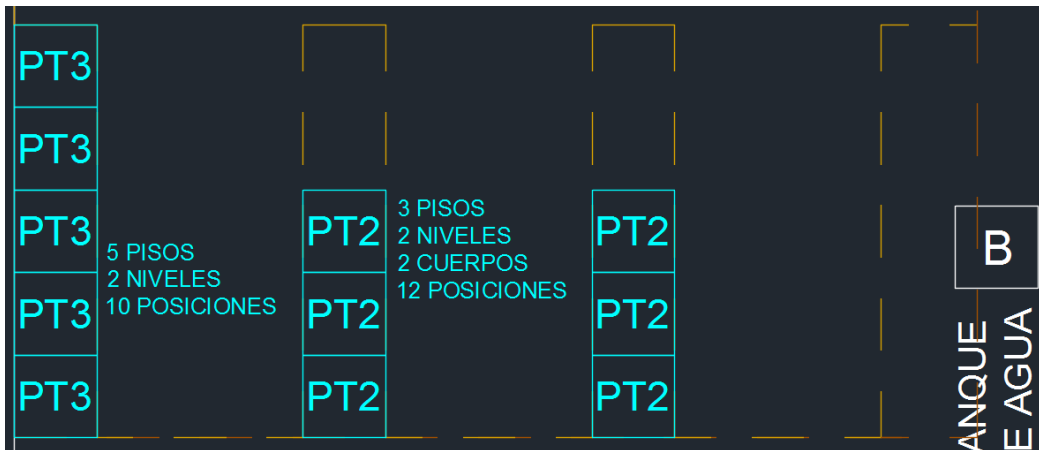 PT3
PT3
PT3
PT3
PT3
5 PISOS
2 NIVELES
10 POSICIONES
PT2
PT2
PT2
3 PISOS
2 NIVELES
2 CUERPOS
12 POSICIONES
PT2
PT2
PT2
B
ANQUE
E AGUA